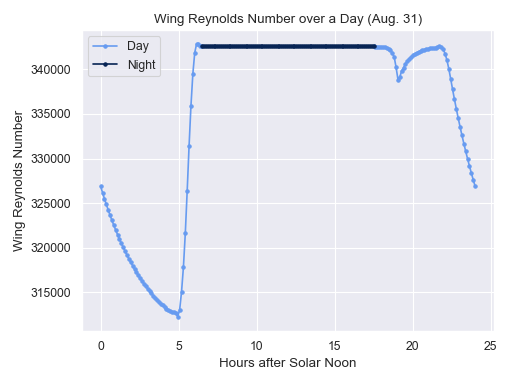 Wing Reynolds Number over a Day (Aug. 31)
Day
Night
340000
335000
330000
325000
320000
315000
Wing Reynolds Number
0 5 10 15 20 25
Hours after Solar Noon